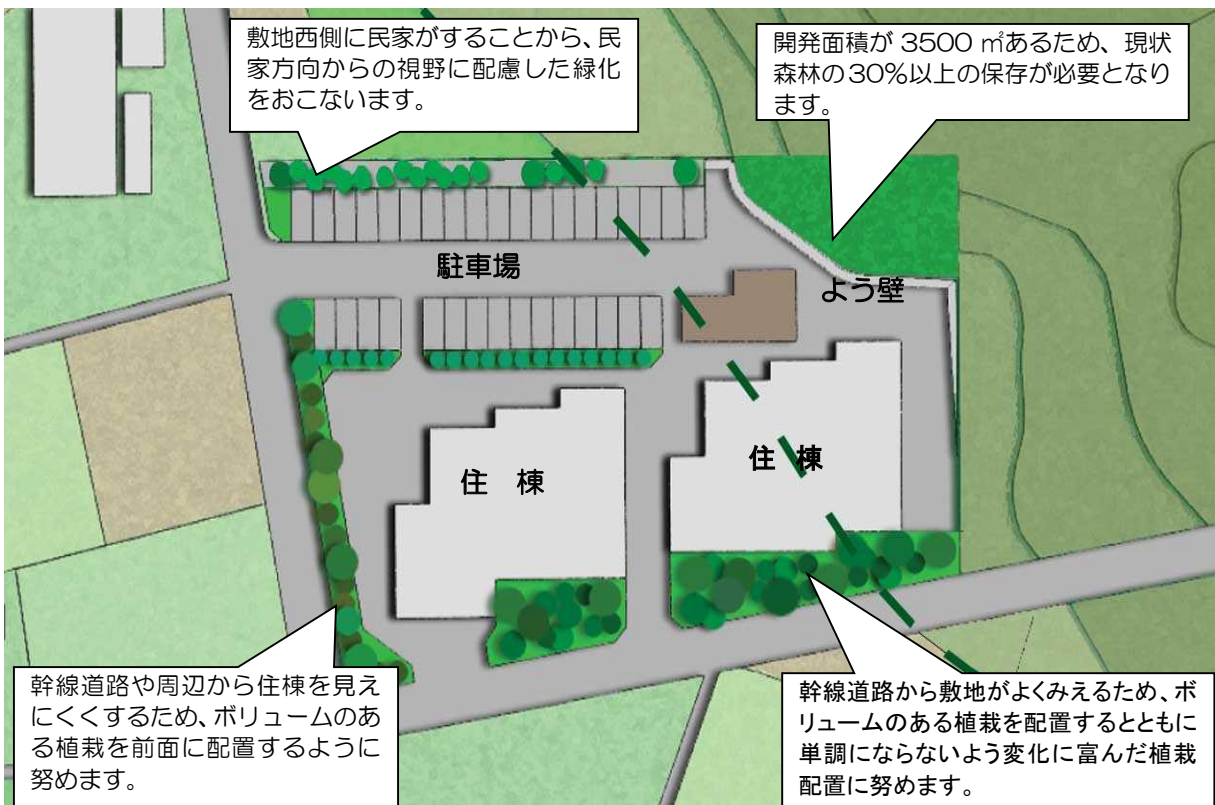 敷地西側に民家がすることから、民
家方向からの視野に配慮した緑化
をおこないます。
開発面積が 3500 ㎡あるため、現状
森林の30％以上の保存が必要となり
ます。
駐車場
よう壁
住　棟
住　棟
幹線道路や周辺から住棟を見え
にくくするため、ボリュームのあ
る植栽を前面に配置するように
努めます。
幹線道路から敷地がよくみえるため、ボ
リュームのある植栽を配置するとともに
単調にならないよう変化に富んだ植栽
配置に努めます。